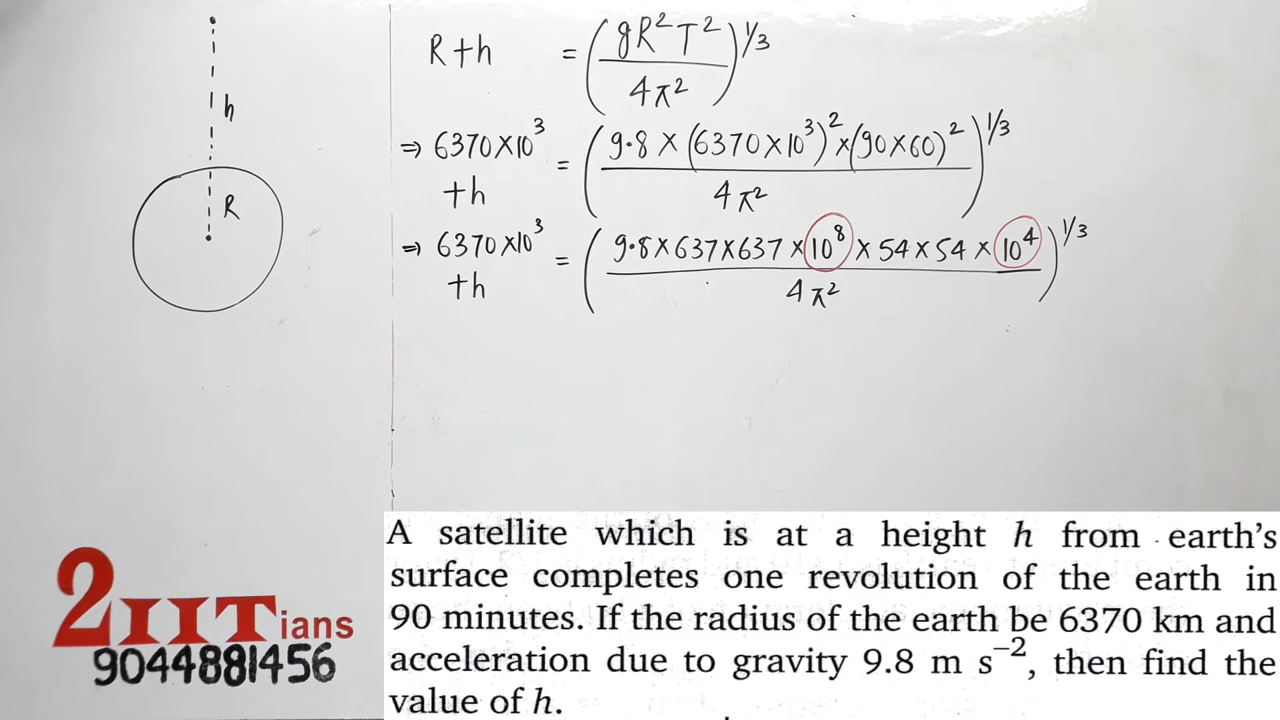 h
R
R+h = (gR²T²/4π²)^1/3
⇒ 6370×10³ +h = (9.8 × (6370×10³)² × (90×60)²/4π²)^1/3
⇒ 6370×10³ +h = (9.8×637×637×10⁸×54×54×10⁴/4π²)^1/3
A satellite which is at a height h from earth's
surface completes one revolution of the earth in
90 minutes. If the radius of the earth be 6370 km and
acceleration due to gravity 9.8 m s⁻², then find the
value of h.
2IITians
9044881456